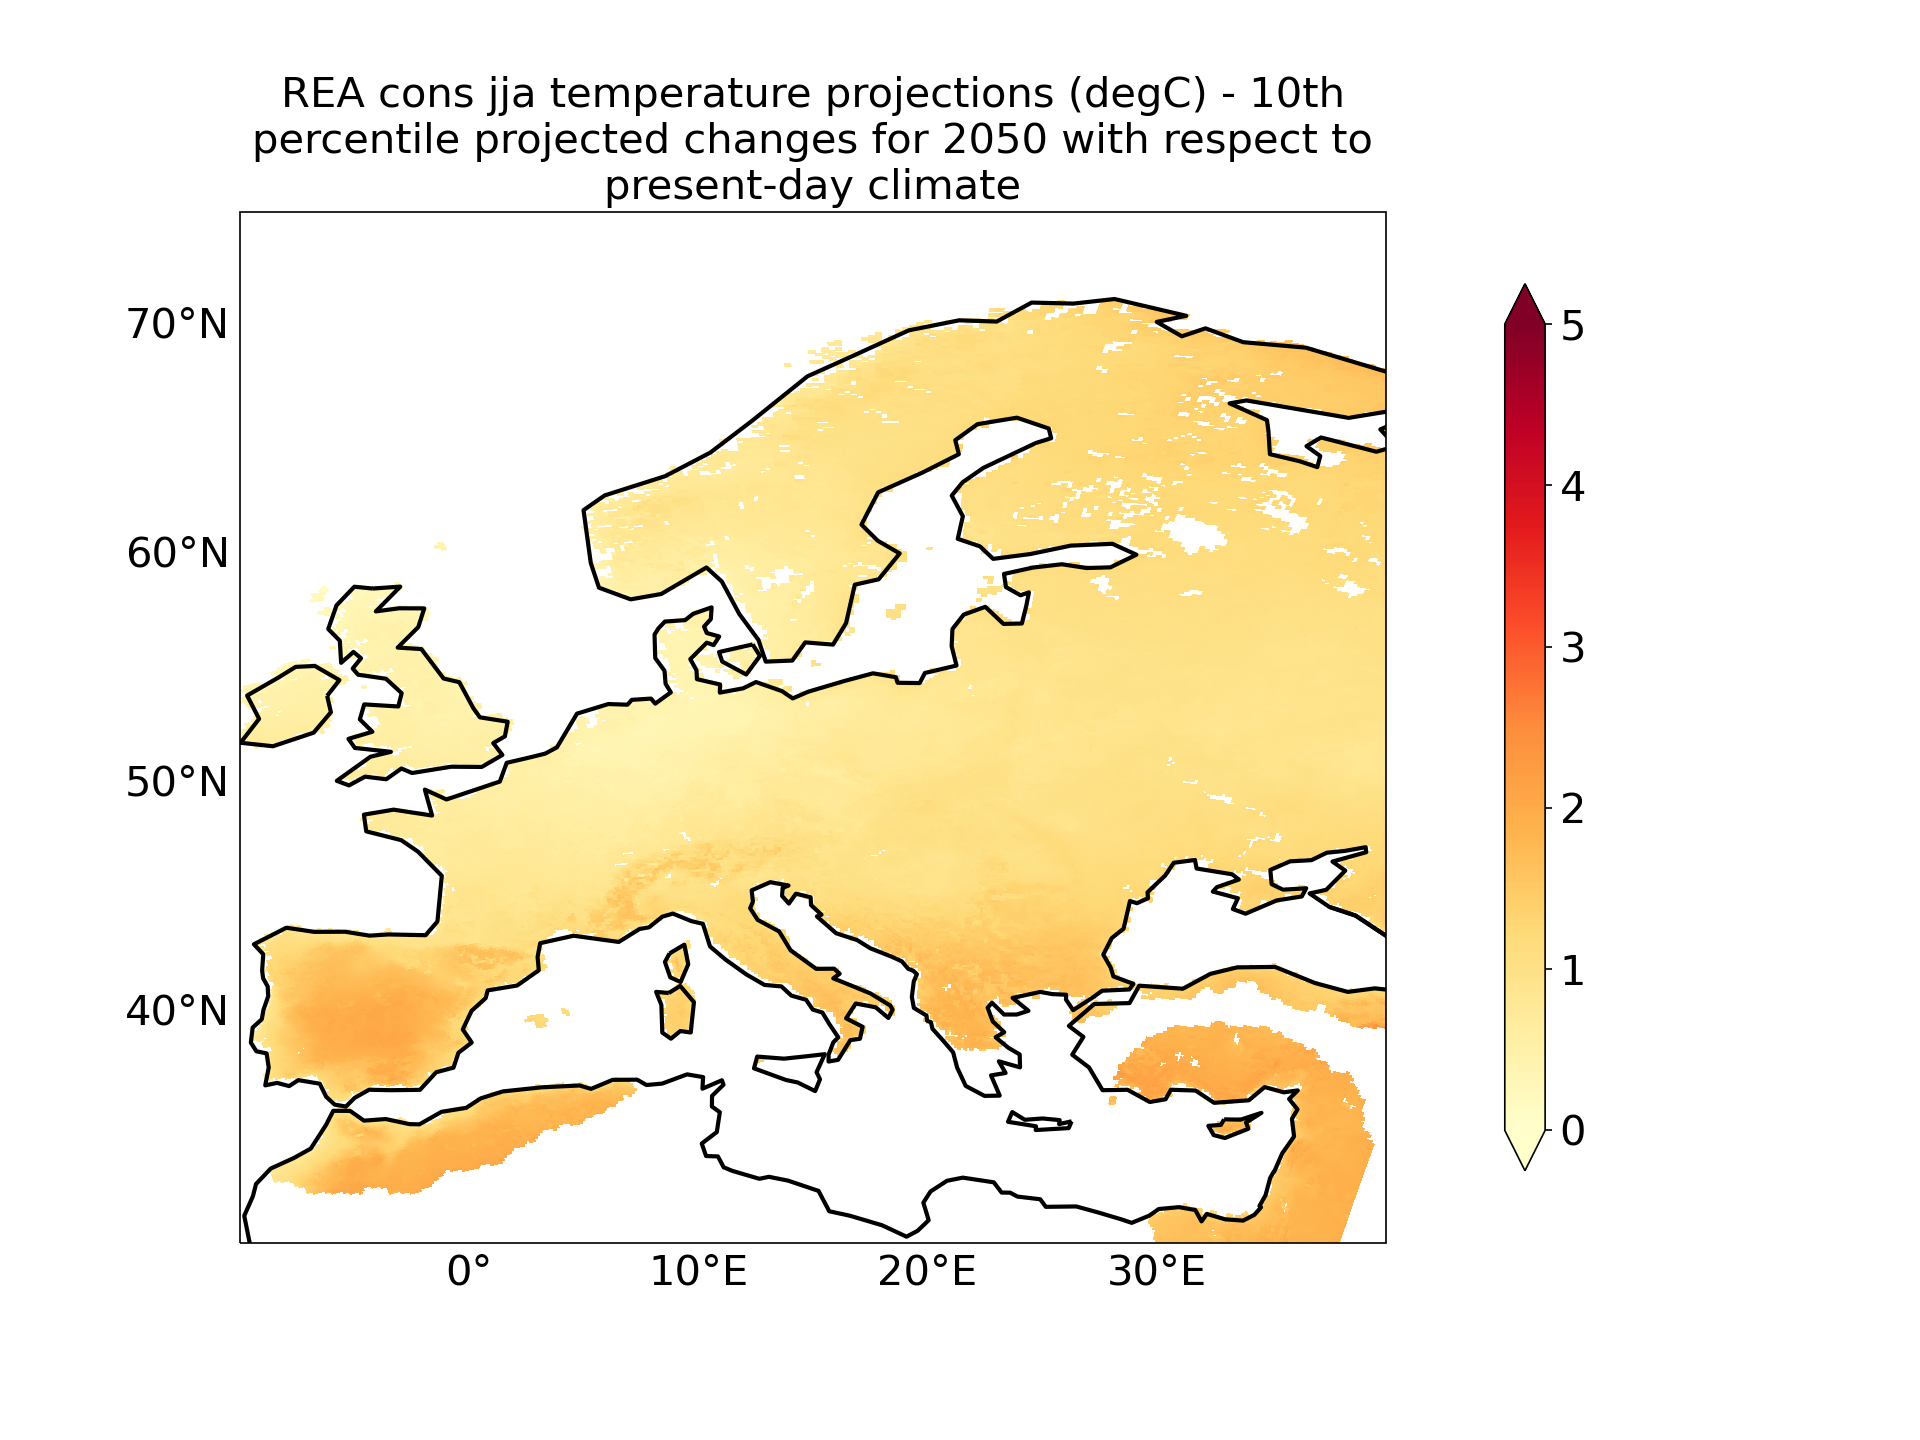 REA cons jja temperature projections (degC) - 10th
percentile projected changes for 2050 with respect to
present-day climate
70°N
60°N
50°N
40°N
0°
10°E
20°E
30°E
5
4
3
2
1
0